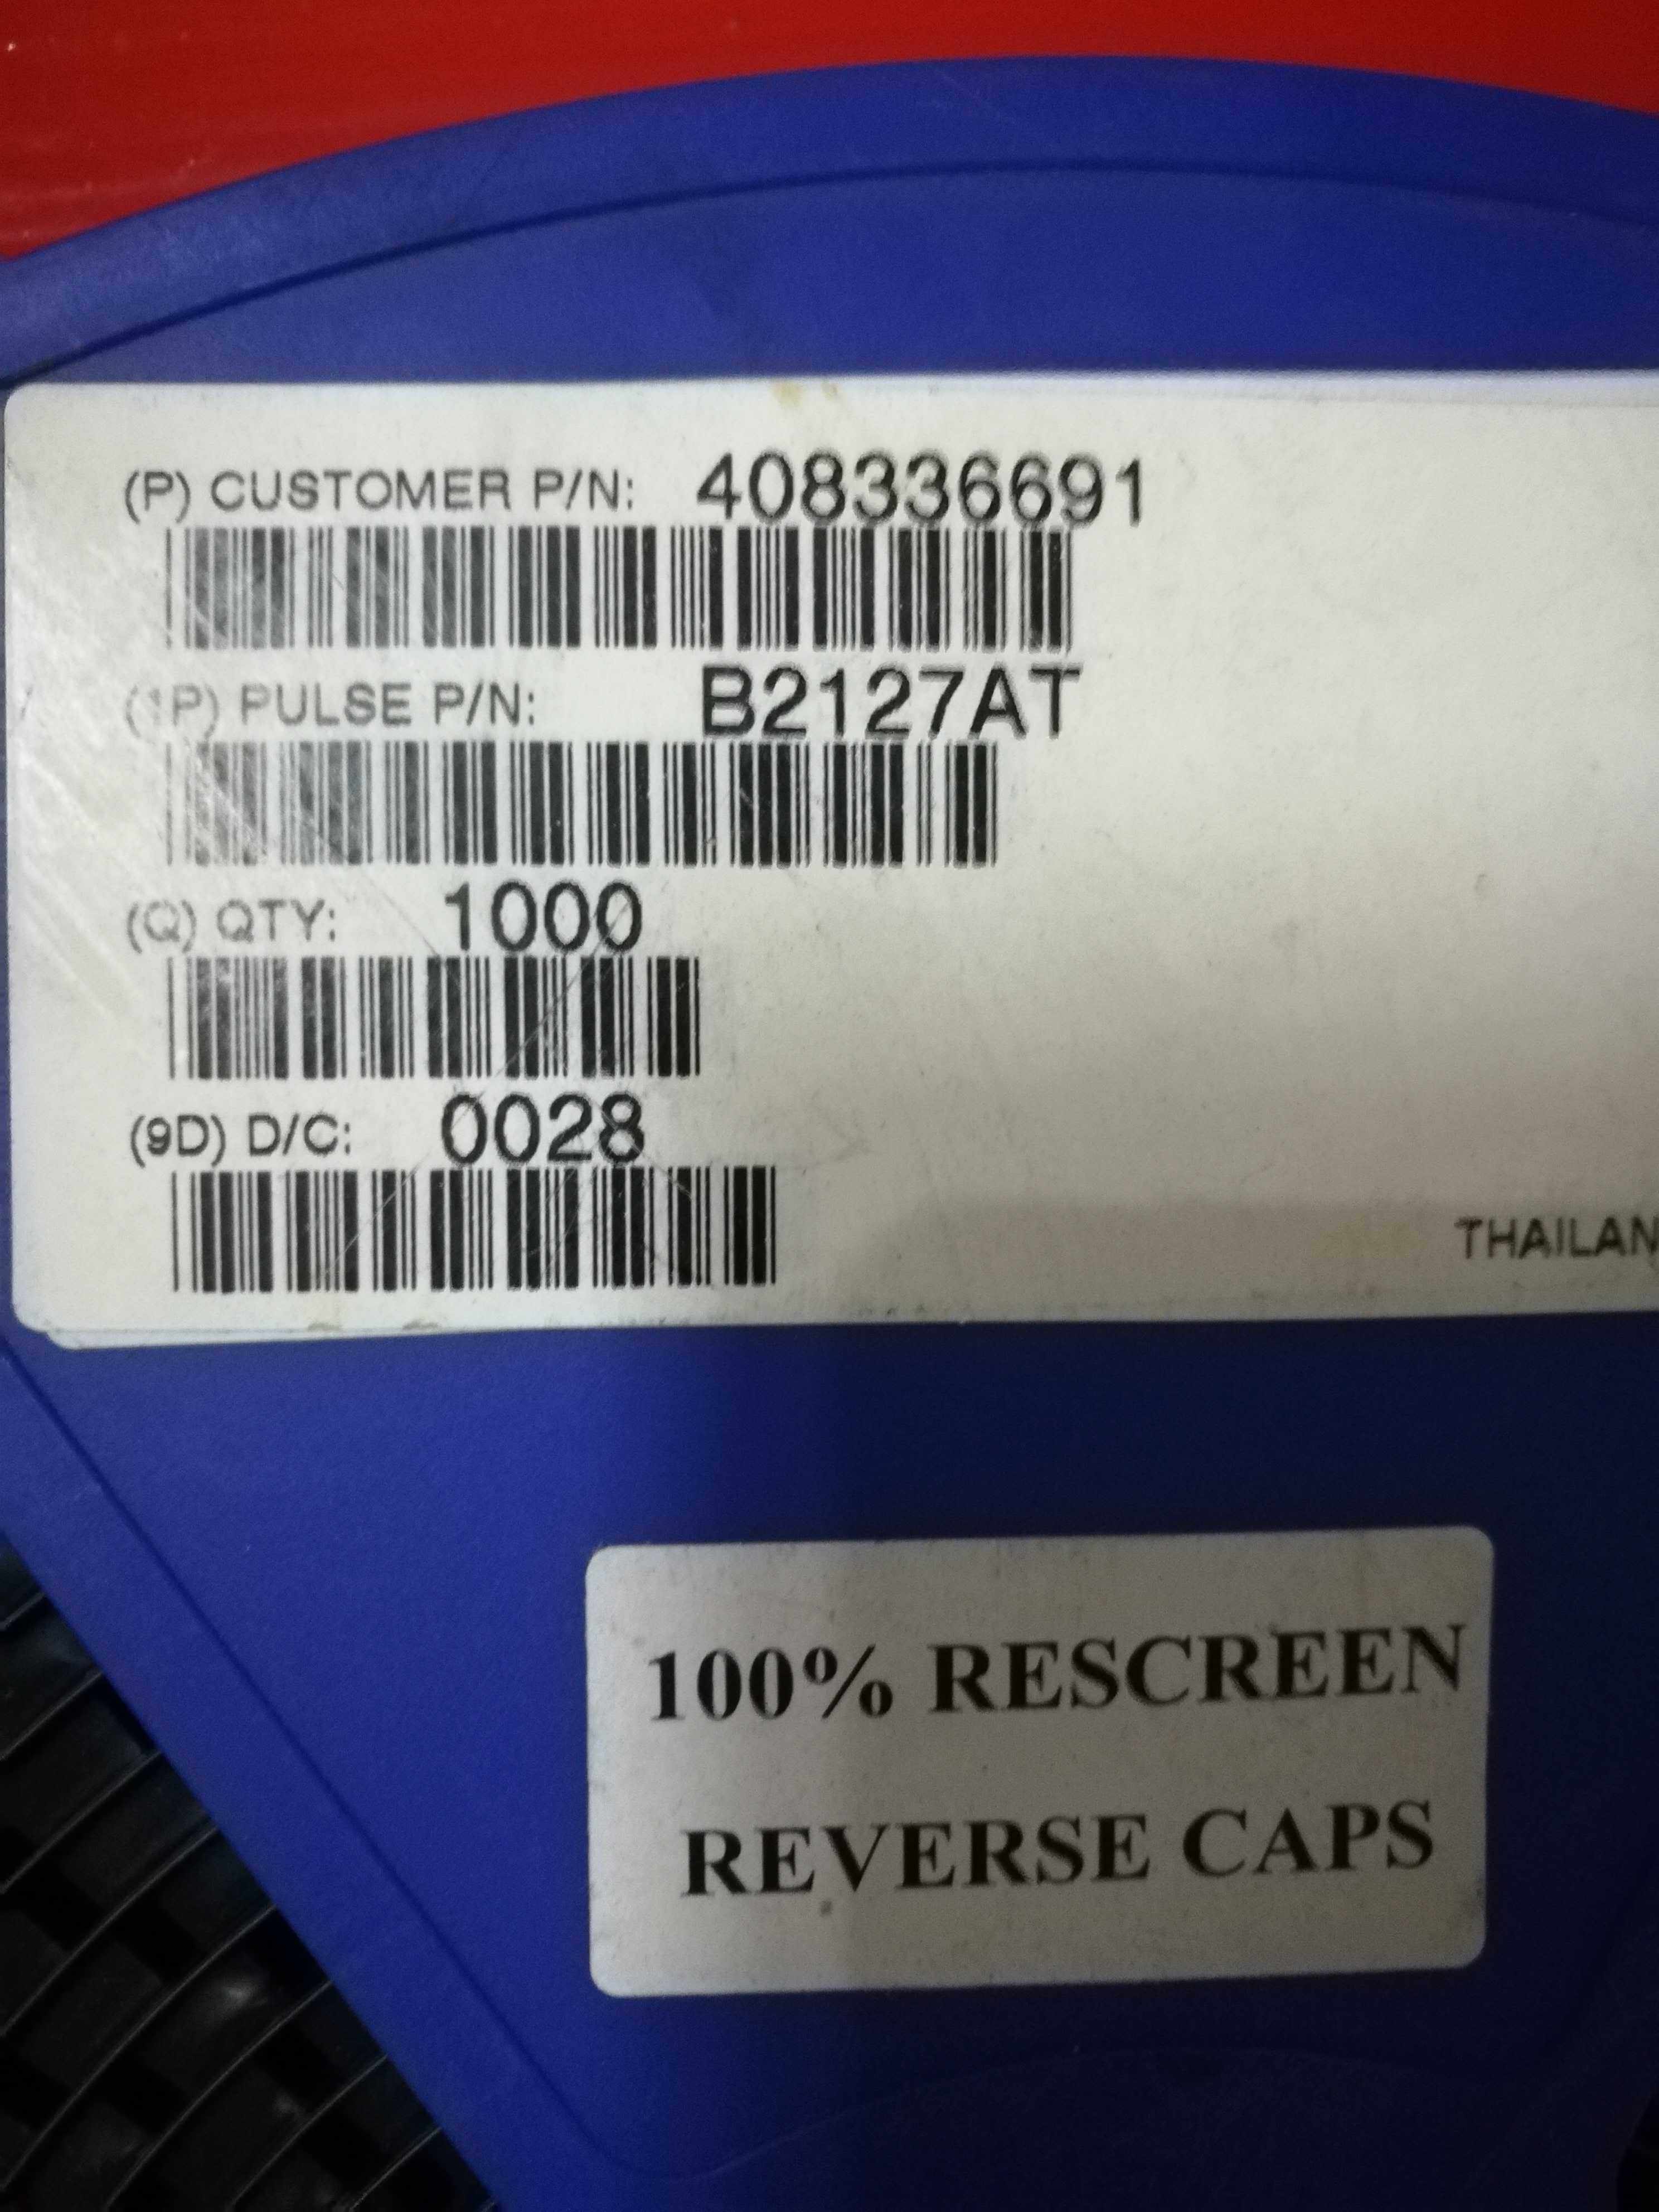 (P) CUSTOMER P/N: 408336691
(1P) PULSE P/N: B2127AT
(Q) QTY: 1000
(9D) D/C: 0028
THAILAN
100% RESCREEN
REVERSE CAPS